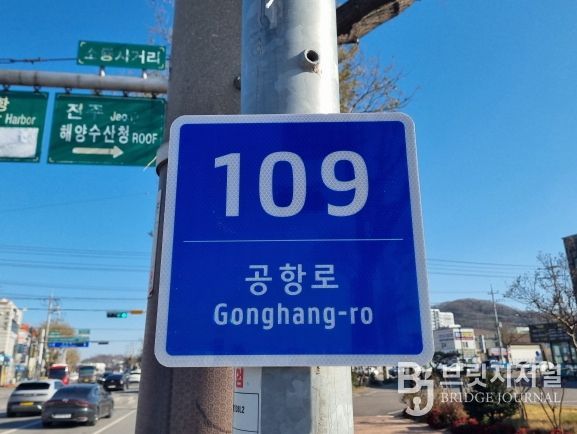 소룡사거리
항
Harbor
전주 Jeo
해양수산청 ROOF
109
공항로
Gonghang-ro
브릿지저널
BRIDGE JOURNAL